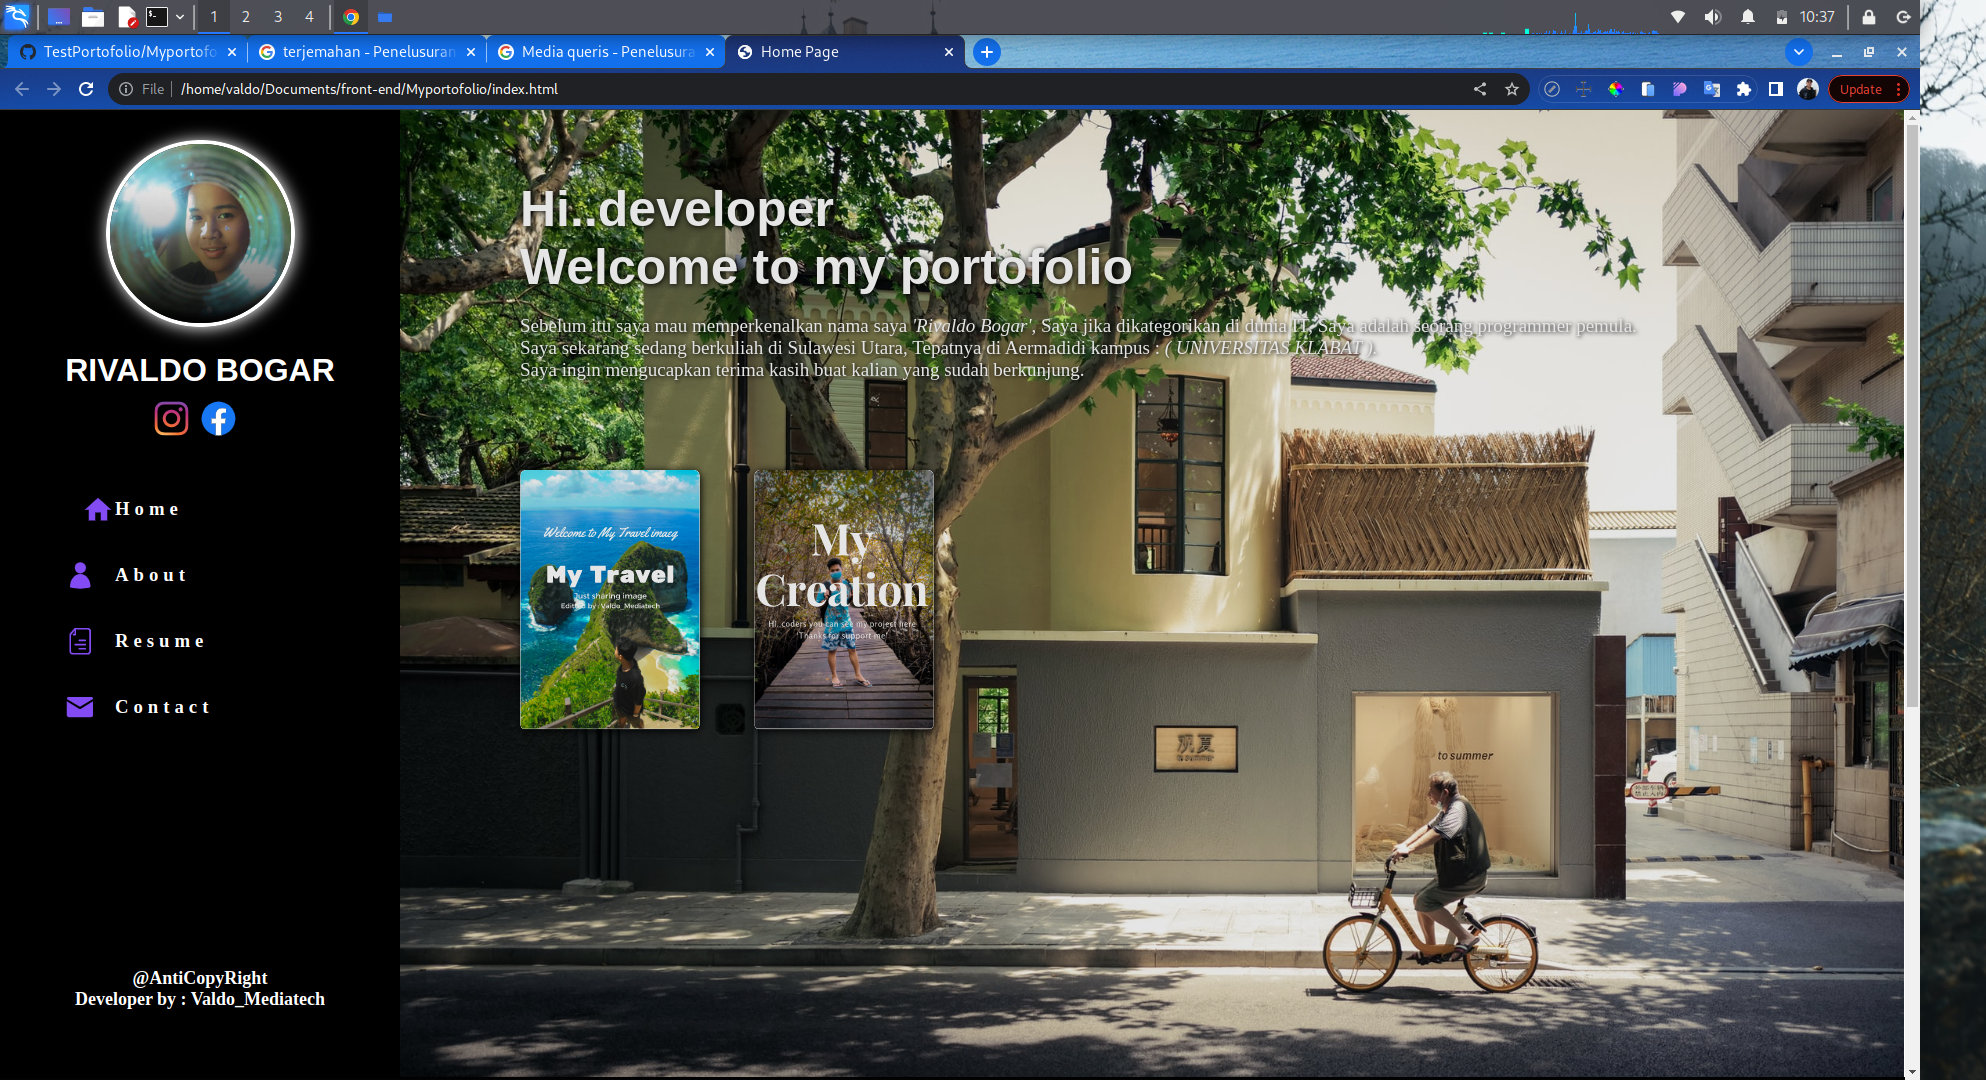 1 2 3 4
10:37
TestPortofolio/Myportofo
terjemahan - Penelusuran
Media queris - Penelusura
Home Page
File
/home/valdo/Documents/front-end/Myportofolio/index.html
Update
RIVALDO BOGAR
Home
About
Resume
Contact
@AntiCopyRight
Developer by : Valdo_Mediatech
Hi..developer
Welcome to my portofolio
Sebelum itu saya mau memperkenalkan nama saya 'Rivaldo Bogar', Saya jika dikategorikan di dunia IT, Saya adalah seorang programmer pemula.
Saya sekarang sedang berkuliah di Sulawesi Utara, Tepatnya di Aermadidi kampus : ( UNIVERSITAS KLABAT ).
Saya ingin mengucapkan terima kasih buat kalian yang sudah berkunjung.
Welcome to My Travel imaeg
My Travel
Just sharing image
Editted by : Valdo_Mediatech
My
Creation
Hi..coders you can see my project here
'Thanks for support me'
to summer
to summer